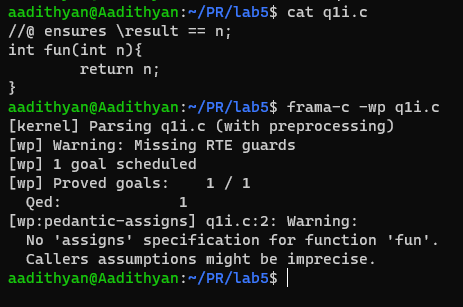 aadithyan@Aadithyan:~/PR/lab5$ cat q1i.c
//@ ensures \result == n;
int fun(int n){
        return n;
}
aadithyan@Aadithyan:~/PR/lab5$ frama-c -wp q1i.c
[kernel] Parsing q1i.c (with preprocessing)
[wp] Warning: Missing RTE guards
[wp] 1 goal scheduled
[wp] Proved goals:    1 / 1
  Qed:             1
[wp:pedantic-assigns] q1i.c:2: Warning:
  No 'assigns' specification for function 'fun'.
  Callers assumptions might be imprecise.
aadithyan@Aadithyan:~/PR/lab5$